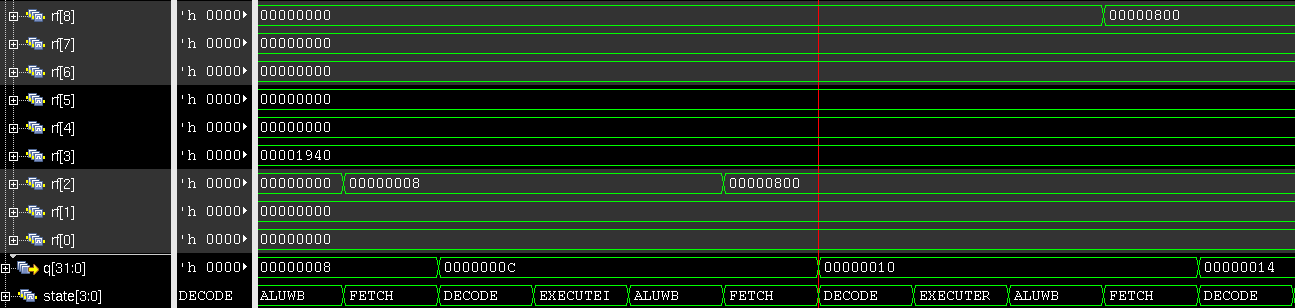 rf[8] 'h 0000 00000000 00000800
rf[7] 'h 0000 00000000
rf[6] 'h 0000 00000000
rf[5] 'h 0000 00000000
rf[4] 'h 0000 00000000
rf[3] 'h 0000 00001940
rf[2] 'h 0000 00000000 00000008 00000800
rf[1] 'h 0000 00000000
rf[0] 'h 0000 00000000
q[31:0] 'h 0000 00000008 0000000C 00000010 00000014
state[3:0] DECODE ALUWB FETCH DECODE EXECUTEI ALUWB FETCH DECODE EXECUTER ALUWB FETCH DECODE